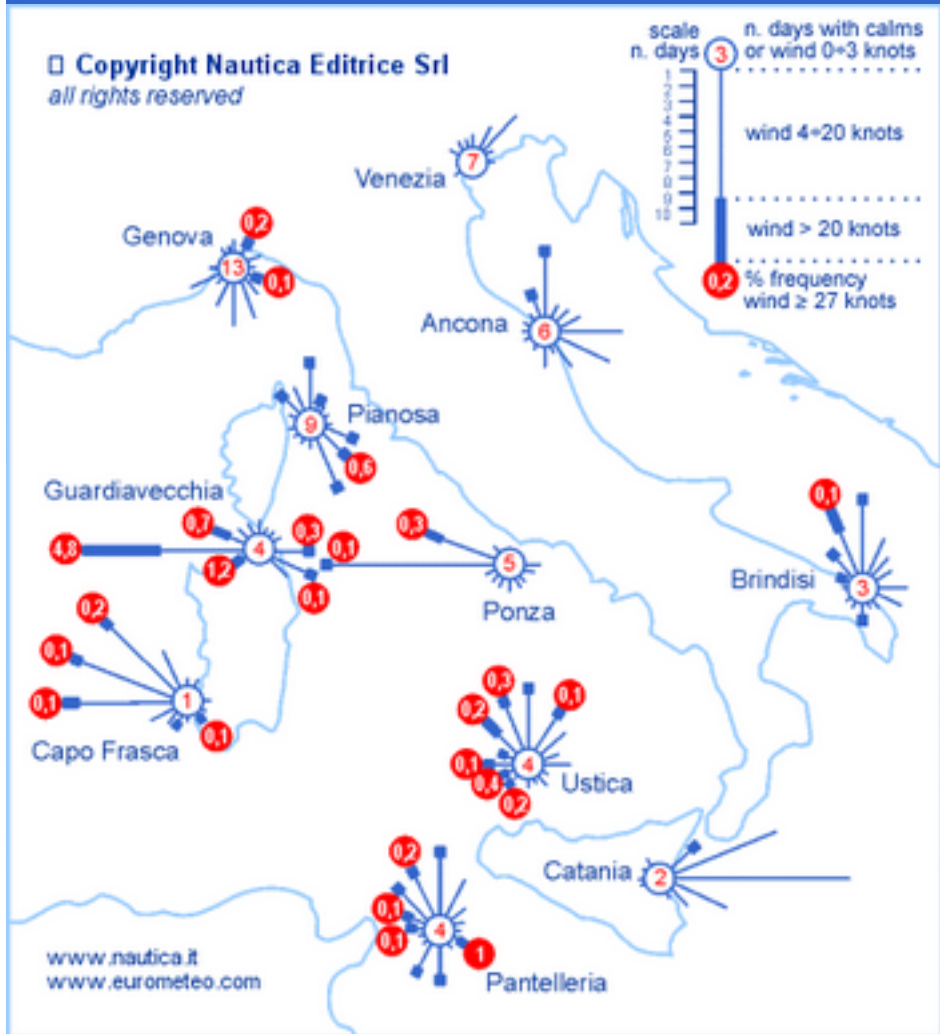 ▯ Copyright Nautica Editrice Srl
all rights reserved
scale
n. days
3
n. days with calms
or wind 0÷3 knots
1
2
3
4
5
6
7
8
9
10
wind 4÷20 knots
wind > 20 knots
0,2
% frequency
wind ≥ 27 knots
7
Venezia
0,2
Genova
13
0,1
Ancona
6
9
Pianosa
0,6
Guardiavecchia
4,8
0,7
4
0,3
1,2
0,1
0,1
0,3
5
Ponza
0,1
Brindisi
3
0,2
0,1
0,1
1
0,1
Capo Frasca
0,3
0,1
0,2
0,1
4
0,4
0,2
Ustica
Catania
2
0,2
0,1
0,1
4
1
Pantelleria
www.nautica.it
www.eurometeo.com